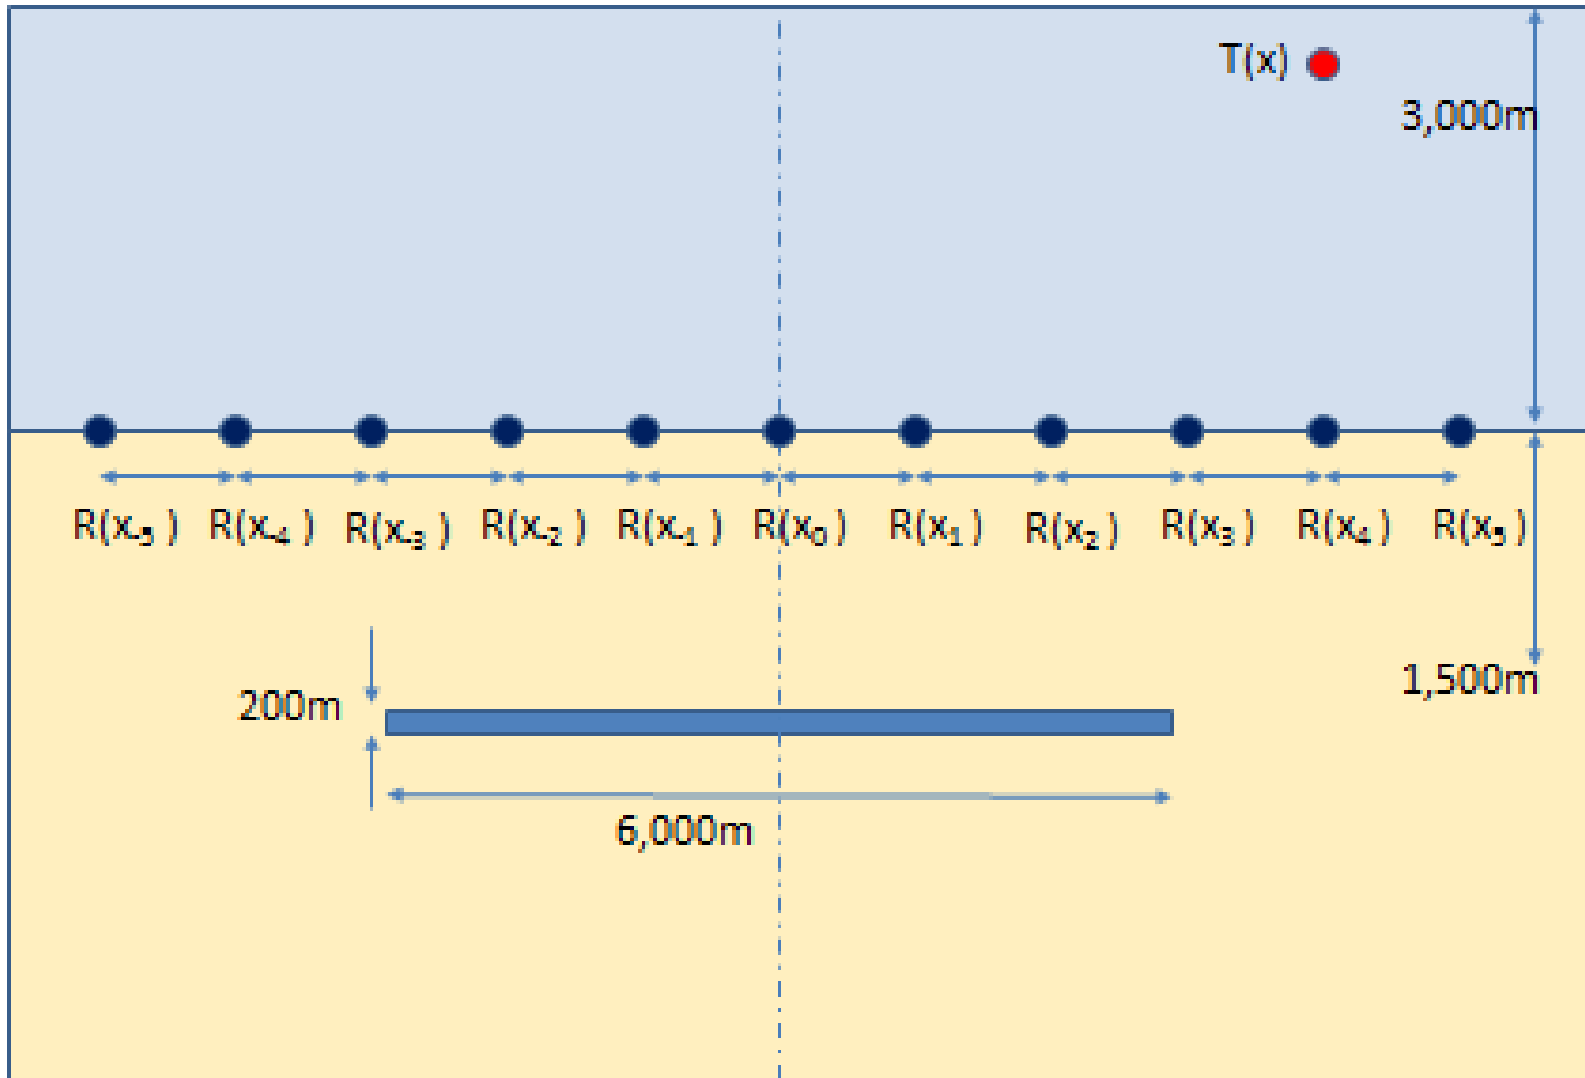 T(x)
3,000m
R(x₋₅ ) R(x₋₄ ) R(x₋₃ ) R(x₋₂ ) R(x₋₁ ) R(x₀ ) R(x₁ ) R(x₂ ) R(x₃ ) R(x₄ ) R(x₅ )
1,500m
200m
6,000m